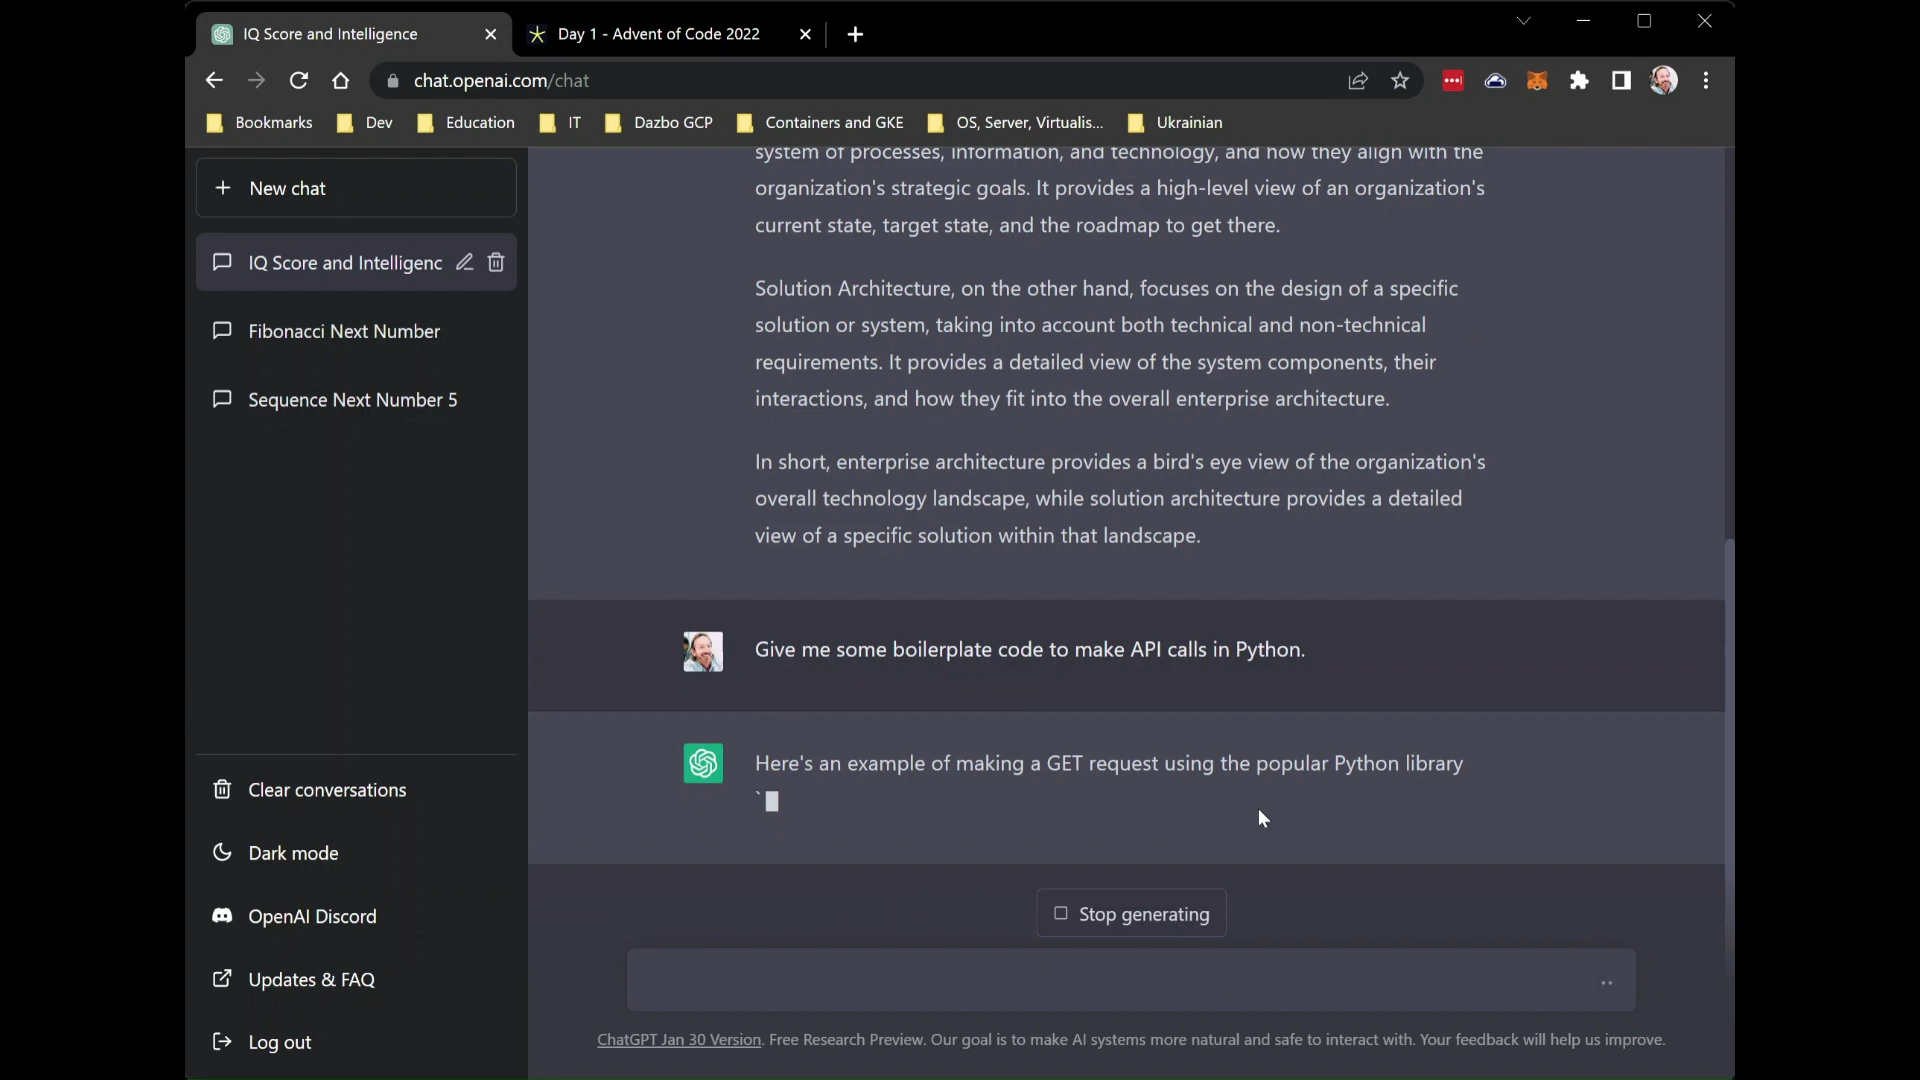 IQ Score and Intelligence
Day 1 - Advent of Code 2022
chat.openai.com/chat
Bookmarks
Dev
Education
IT
Dazbo GCP
Containers and GKE
OS, Server, Virtualis...
Ukrainian
New chat
IQ Score and Intelligenc
Fibonacci Next Number
Sequence Next Number 5
Clear conversations
Dark mode
OpenAI Discord
Updates & FAQ
Log out
system of processes, information, and technology, and how they align with the
organization's strategic goals. It provides a high-level view of an organization's
current state, target state, and the roadmap to get there.
Solution Architecture, on the other hand, focuses on the design of a specific
solution or system, taking into account both technical and non-technical
requirements. It provides a detailed view of the system components, their
interactions, and how they fit into the overall enterprise architecture.
In short, enterprise architecture provides a bird's eye view of the organization's
overall technology landscape, while solution architecture provides a detailed
view of a specific solution within that landscape.
Give me some boilerplate code to make API calls in Python.
Here's an example of making a GET request using the popular Python library
`
Stop generating
ChatGPT Jan 30 Version. Free Research Preview. Our goal is to make AI systems more natural and safe to interact with. Your feedback will help us improve.